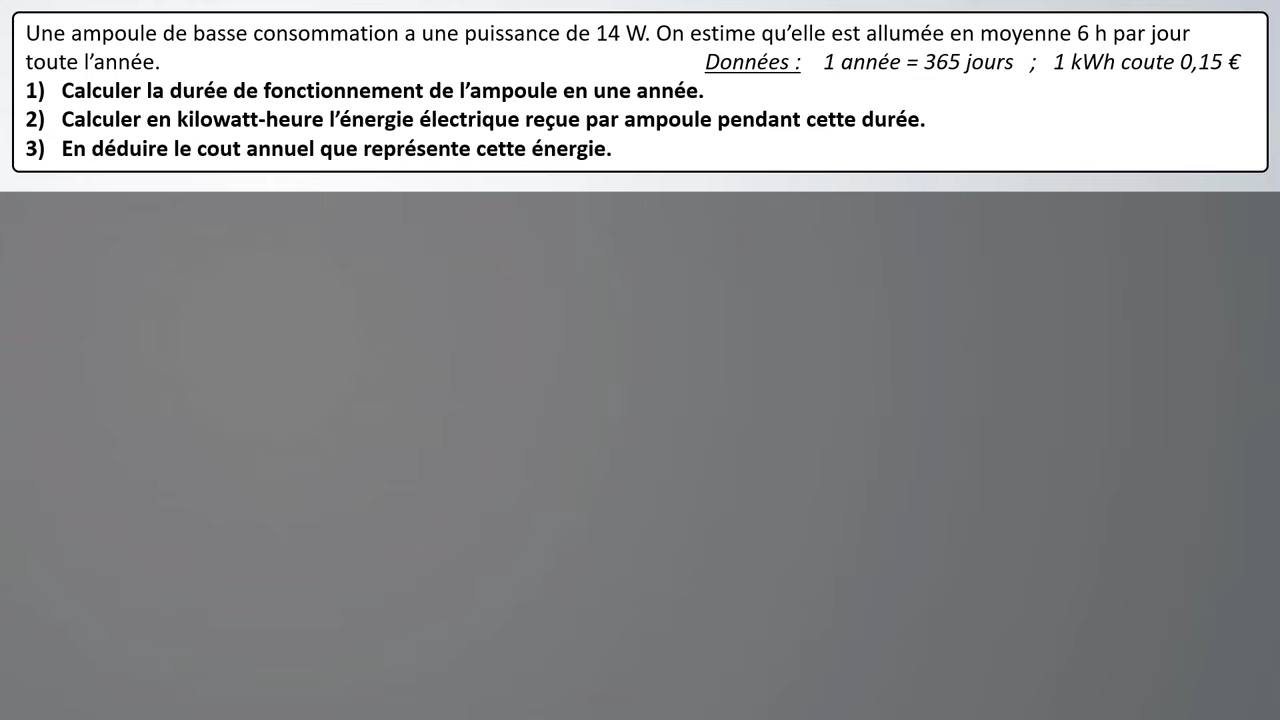 Une ampoule de basse consommation a une puissance de 14 W. On estime qu’elle est allumée en moyenne 6 h par jour
toute l’année. Données : 1 année = 365 jours ; 1 kWh coute 0,15 €
1) Calculer la durée de fonctionnement de l’ampoule en une année.
2) Calculer en kilowatt-heure l’énergie électrique reçue par ampoule pendant cette durée.
3) En déduire le cout annuel que représente cette énergie.